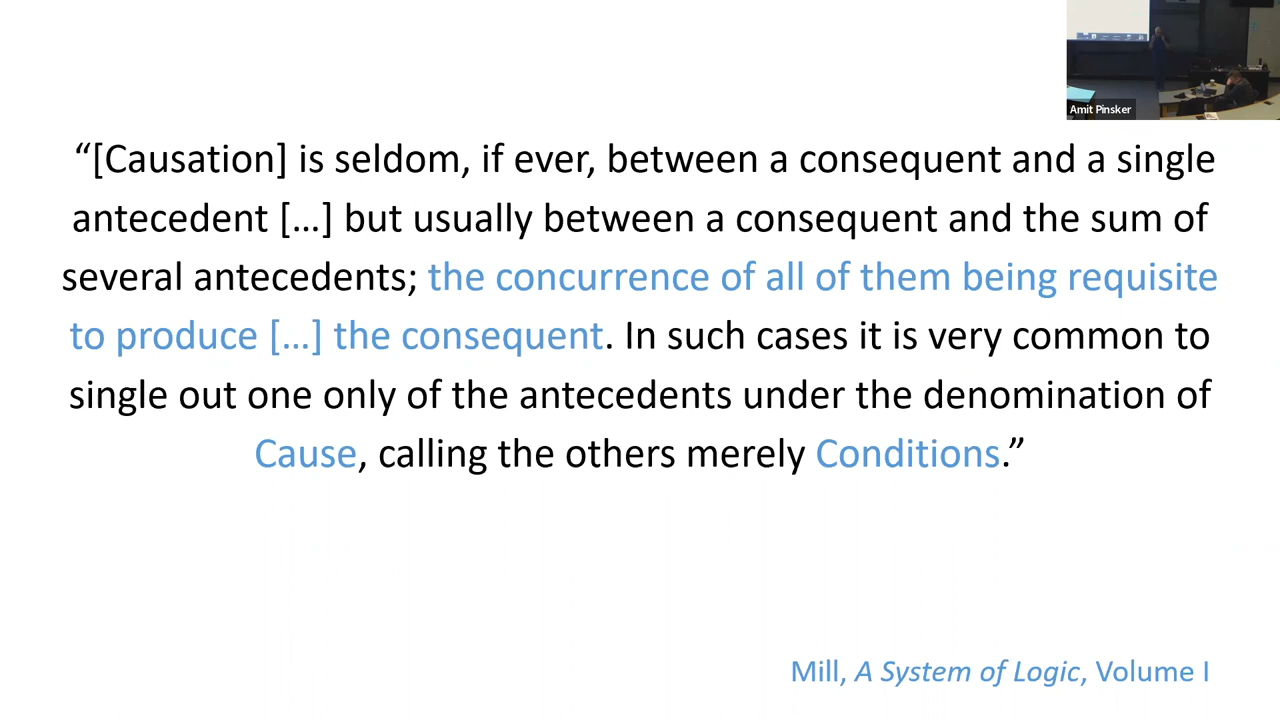 Amit Pinsker
“[Causation] is seldom, if ever, between a consequent and a single
antecedent […] but usually between a consequent and the sum of
several antecedents; the concurrence of all of them being requisite
to produce […] the consequent. In such cases it is very common to
single out one only of the antecedents under the denomination of
Cause, calling the others merely Conditions.”
Mill, A System of Logic, Volume I